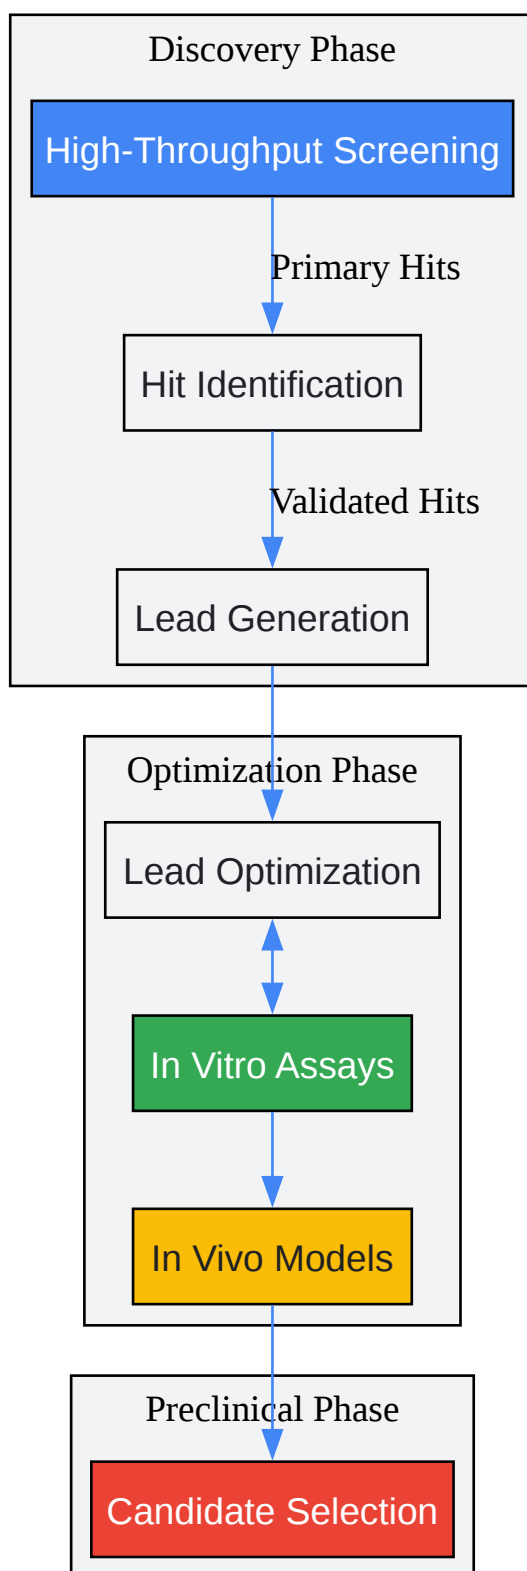 Discovery Phase
High-Throughput Screening
Primary Hits
Hit Identification
Validated Hits
Lead Generation
Optimization Phase
Lead Optimization
In Vitro Assays
In Vivo Models
Preclinical Phase
Candidate Selection